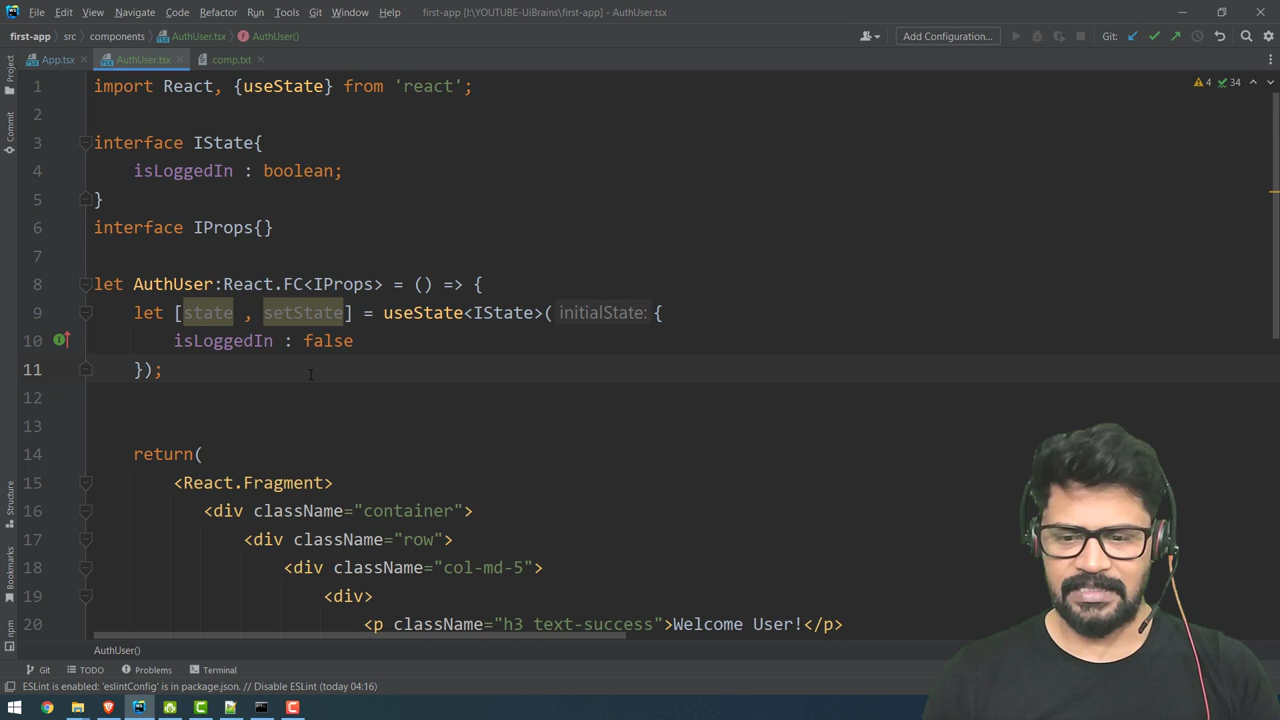 File Edit View Navigate Code Refactor Run Tools Git Window Help first-app [I:\YOUTUBE-UiBrains\first-app] - AuthUser.tsx
first-app src components AuthUser.tsx AuthUser() Add Configuration... Git:
App.tsx AuthUser.tsx comp.txt
Project
Commit
Structure
Bookmarks
npm
4 34
1 import React, {useState} from 'react';
2
3 interface IState{
4 isLoggedIn : boolean;
5 }
6 interface IProps{}
7
8 let AuthUser:React.FC<IProps> = () => {
9 let [state , setState] = useState<IState>( initialState: {
10 isLoggedIn : false
11 });
12
13
14 return(
15 <React.Fragment>
16 <div className="container">
17 <div className="row">
18 <div className="col-md-5">
19 <div>
20 <p className="h3 text-success">Welcome User!</p>
AuthUser()
Git TODO Problems Terminal
ESLint is enabled: 'eslintConfig' is in package.json. // Disable ESLint (today 04:16)